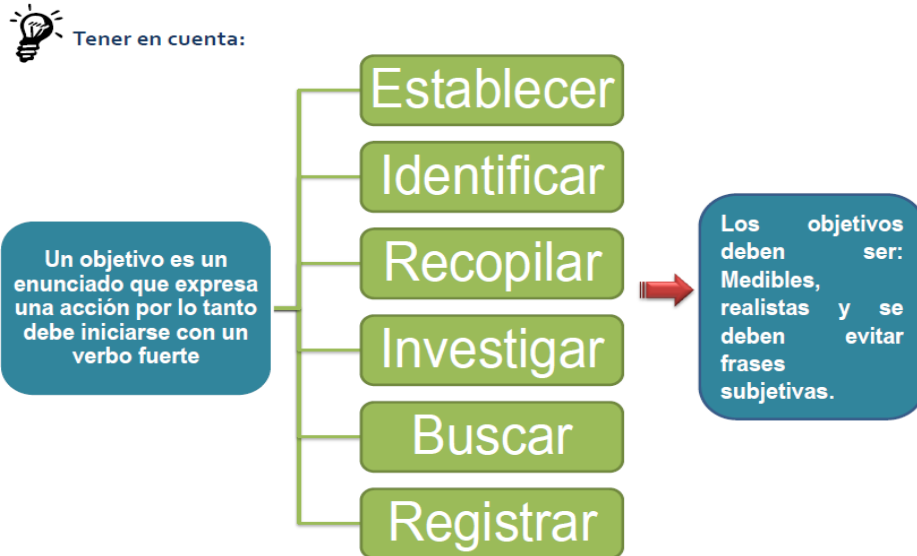 Tener en cuenta:
Un objetivo es un
enunciado que expresa
una acción por lo tanto
debe iniciarse con un
verbo fuerte
Establecer
Identificar
Recopilar
Investigar
Buscar
Registrar
Los objetivos
deben ser:
Medibles,
realistas y se
deben evitar
frases
subjetivas.